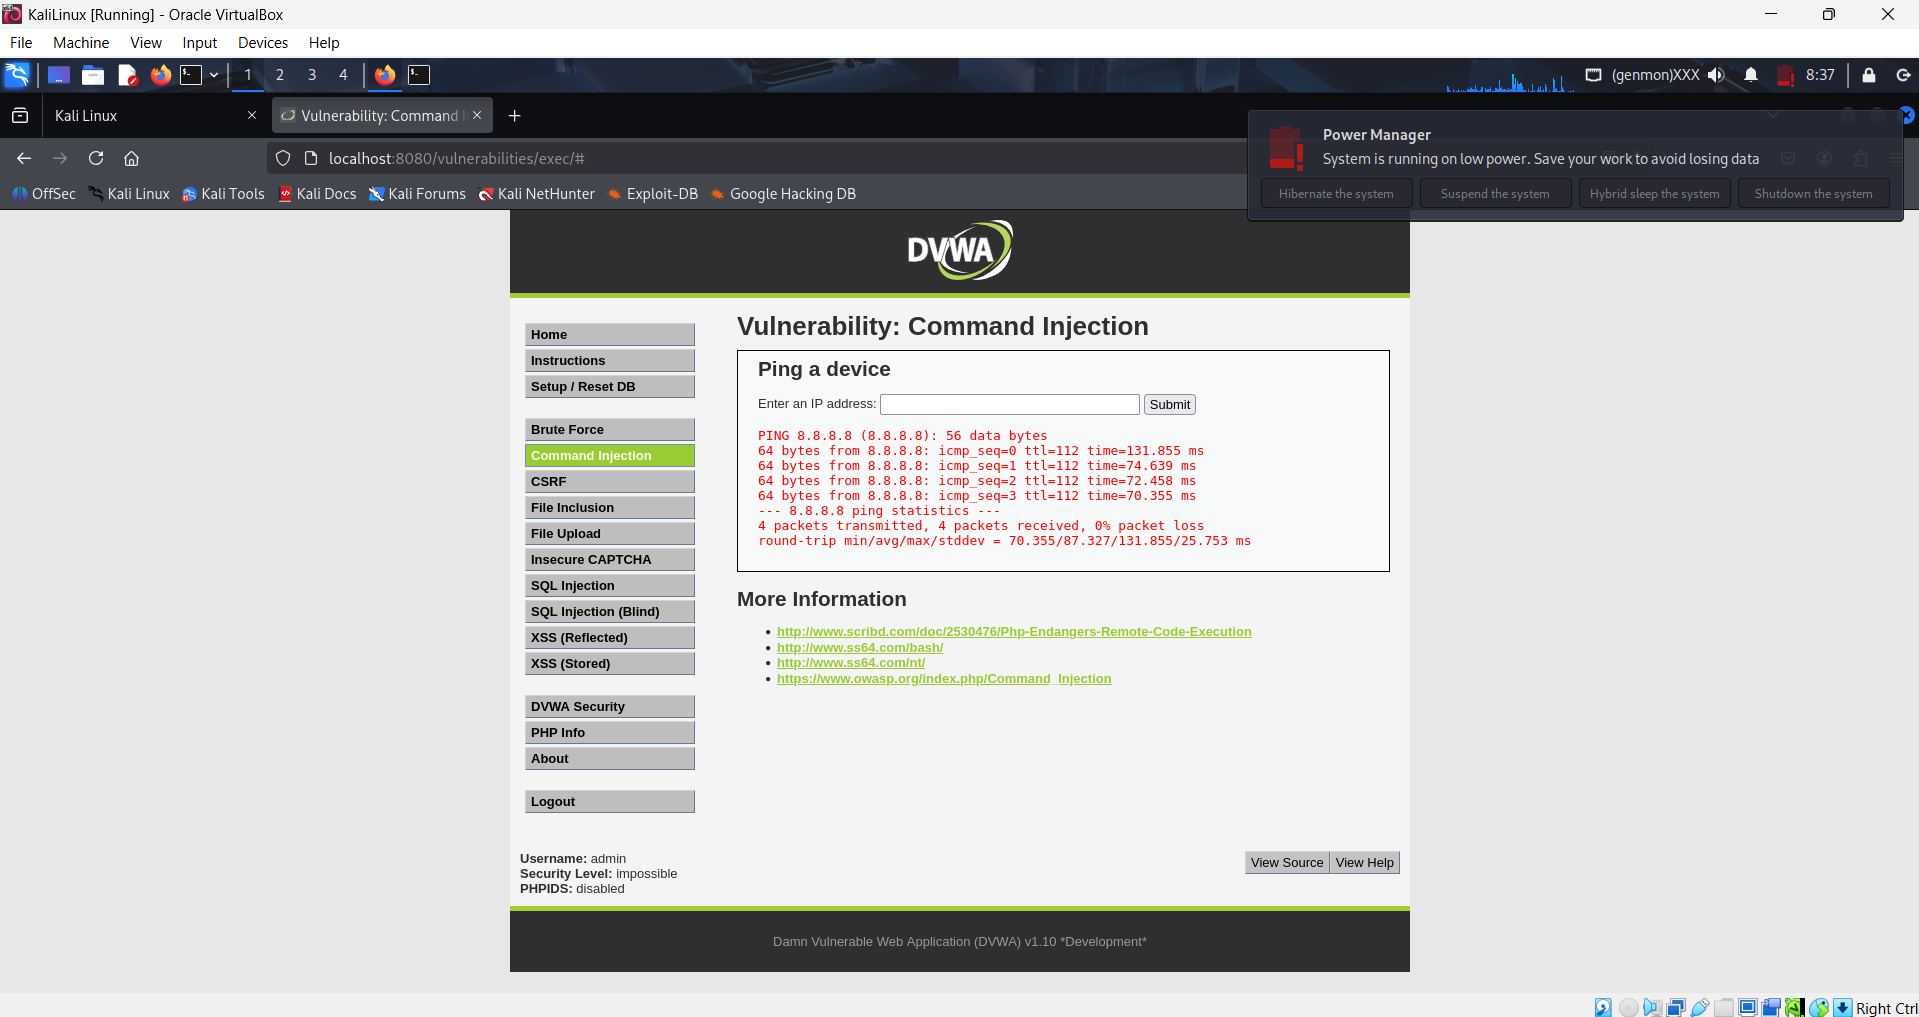 KaliLinux [Running] - Oracle VirtualBox
File Machine View Input Devices Help
1 2 3 4 (genmon)XXX 8:37
Kali Linux Vulnerability: Command
localhost:8080/vulnerabilities/exec/#
Power Manager
System is running on low power. Save your work to avoid losing data
Hibernate the system Suspend the system Hybrid sleep the system Shutdown the system
OffSec Kali Linux Kali Tools Kali Docs Kali Forums Kali NetHunter Exploit-DB Google Hacking DB
DVWA
Home
Instructions
Setup / Reset DB
Brute Force
Command Injection
CSRF
File Inclusion
File Upload
Insecure CAPTCHA
SQL Injection
SQL Injection (Blind)
XSS (Reflected)
XSS (Stored)
DVWA Security
PHP Info
About
Logout
Vulnerability: Command Injection
Ping a device
Enter an IP address: Submit
PING 8.8.8.8 (8.8.8.8): 56 data bytes
64 bytes from 8.8.8.8: icmp_seq=0 ttl=112 time=131.855 ms
64 bytes from 8.8.8.8: icmp_seq=1 ttl=112 time=74.639 ms
64 bytes from 8.8.8.8: icmp_seq=2 ttl=112 time=72.458 ms
64 bytes from 8.8.8.8: icmp_seq=3 ttl=112 time=70.355 ms
--- 8.8.8.8 ping statistics ---
4 packets transmitted, 4 packets received, 0% packet loss
round-trip min/avg/max/stddev = 70.355/87.327/131.855/25.753 ms
More Information
http://www.scribd.com/doc/2530476/Php-Endangers-Remote-Code-Execution
http://www.ss64.com/bash/
http://www.ss64.com/nt/
https://www.owasp.org/index.php/Command_Injection
Username: admin
Security Level: impossible
PHPIDS: disabled
View Source View Help
Damn Vulnerable Web Application (DVWA) v1.10 *Development*
Right Ctrl